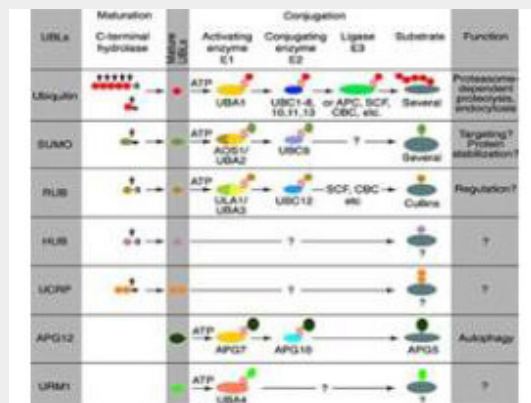 UBLs
Maturation
C-terminal
hydrolase
Mature
UBLs
Conjugation
Activating
enzyme
E1
Conjugating
enzyme
E2
Ligase
E3
Substrate
Function
Ubiquitin
ATP
UBA1
UBC1-8,
10,11,13
or APC, SCF,
CBC, etc.
Several
Proteasome-
dependent
proteolysis,
endocytosis
SUMO
ATP
AOS1/
UBA2
UBC9
?
Several
Targeting?
Protein
stabilization?
RUB
ATP
ULA1/
UBA3
UBC12
SCF, CBC
etc
Cullins
Regulation?
HUB
?
?
?
UCRP
?
?
?
APG12
ATP
APG7
APG10
APG5
Autophagy
URM1
ATP
UBA4
?
?
?